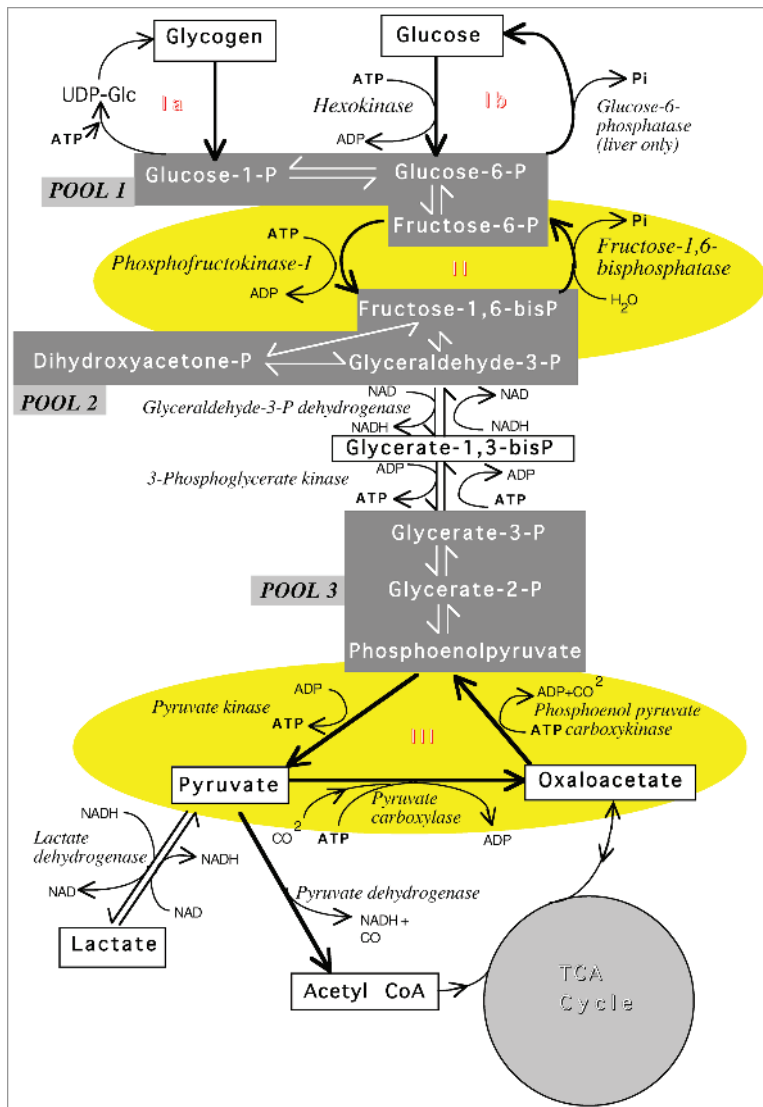 Glycogen
Glucose
UDP-Glc
Ia
ATP
ATP
Hexokinase
ADP
Ib
Pi
Glucose-6-
phosphatase
(liver only)
POOL 1
Glucose-1-P
Glucose-6-P
Fructose-6-P
ATP
Phosphofructokinase-I
ADP
II
Pi
Fructose-1,6-
bisphosphatase
H2O
Fructose-1,6-bisP
Dihydroxyacetone-P
Glyceraldehyde-3-P
POOL 2
NAD
Glyceraldehyde-3-P dehydrogenase
NADH
NAD
NADH
Glycerate-1,3-bisP
ADP
3-Phosphoglycerate kinase
ATP
ADP
ATP
Glycerate-3-P
POOL 3
Glycerate-2-P
Phosphoenolpyruvate
ADP
Pyruvate kinase
ATP
III
ADP+CO2
Phosphoenol pyruvate
ATP carboxykinase
Pyruvate
Oxaloacetate
CO2
ATP
Pyruvate
carboxylase
ADP
NADH
Lactate
dehydrogenase
NADH
NAD
NAD
Lactate
Pyruvate dehydrogenase
NADH +
CO
Acetyl CoA
TCA
Cycle